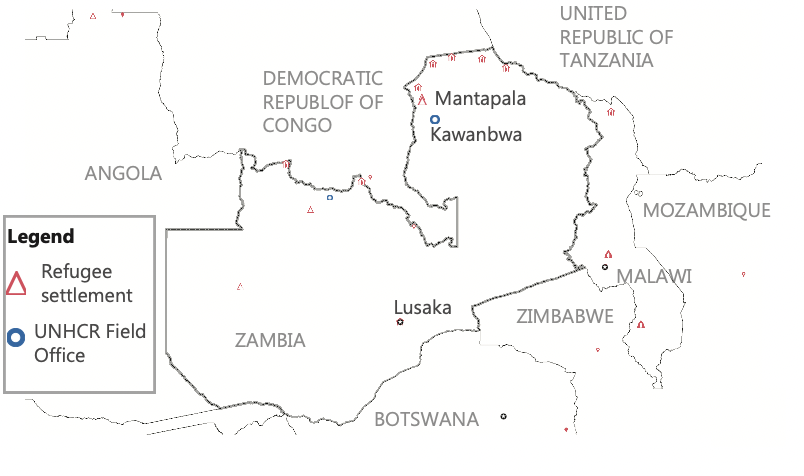 UNITED
REPUBLIC OF
TANZANIA
DEMOCRATIC
REPUBLOF OF
CONGO
Mantapala
Kawanbwa
ANGOLA
MOZAMBIQUE
Legend
Refugee
settlement
UNHCR Field
Office
MALAWI
Lusaka
ZIMBABWE
ZAMBIA
BOTSWANA